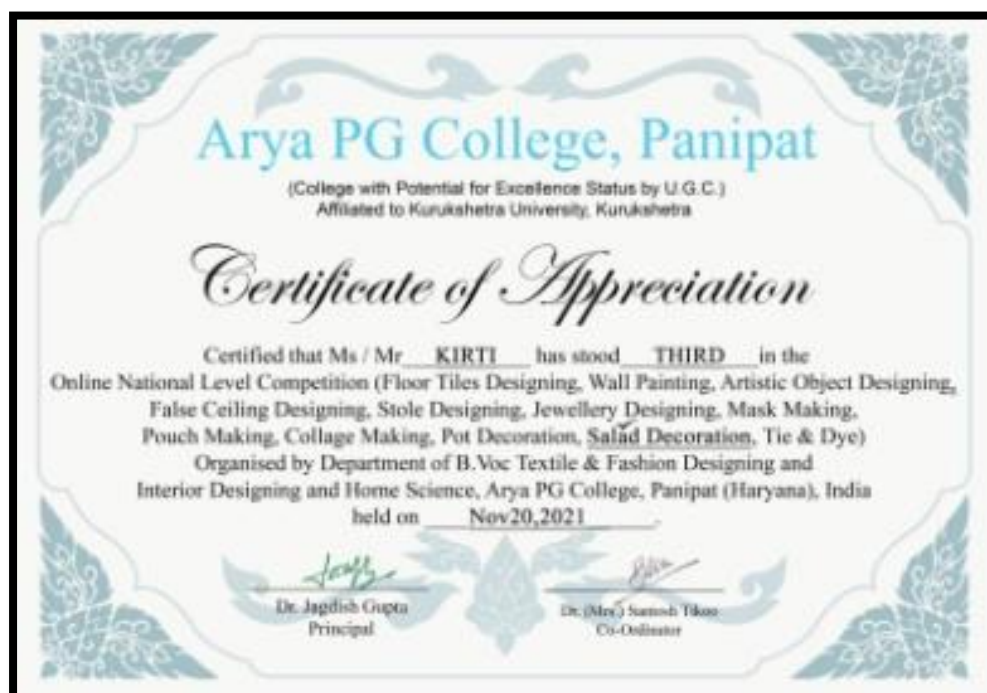 Arya PG College, Panipat
(College with Potential for Excellence Status by U.G.C.)
Affiliated to Kurukshetra University, Kurukshetra
Certificate of Appreciation
Certified that Ms / Mr KIRTI has stood THIRD in the
Online National Level Competition (Floor Tiles Designing, Wall Painting, Artistic Object Designing,
False Ceiling Designing, Stole Designing, Jewellery Designing, Mask Making,
Pouch Making, Collage Making, Pot Decoration, Salad Decoration, Tie & Dye)
Organised by Department of B.Voc Textile & Fashion Designing and
Interior Designing and Home Science, Arya PG College, Panipat (Haryana), India
held on Nov20,2021.
Dr. Jagdish Gupta
Principal
Dr. (Mrs.) Santosh Tikoo
Co-Ordinator